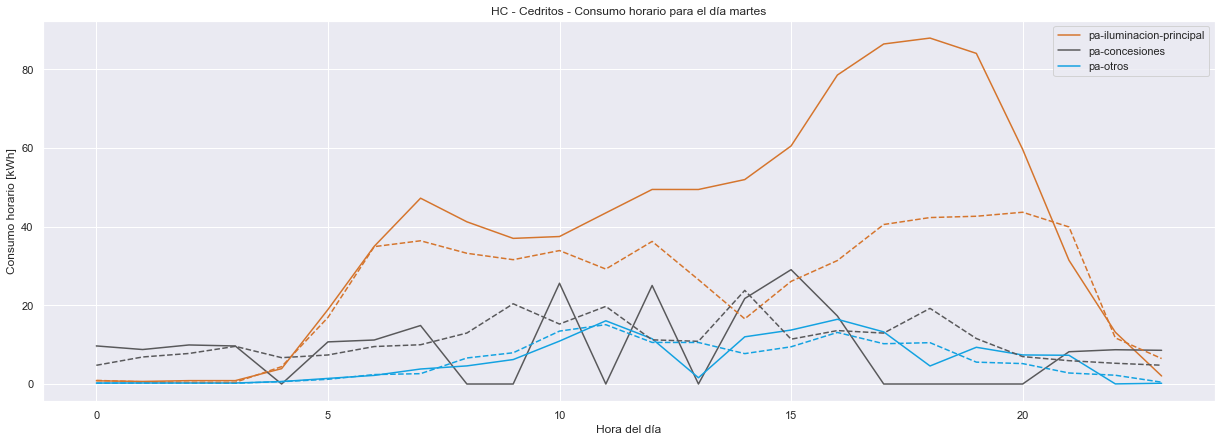 HC - Cedritos - Consumo horario para el día martes
pa-iluminacion-principal
pa-concesiones
pa-otros
Consumo horario [kWh]
80
60
40
20
0
0 5 10 15 20
Hora del día